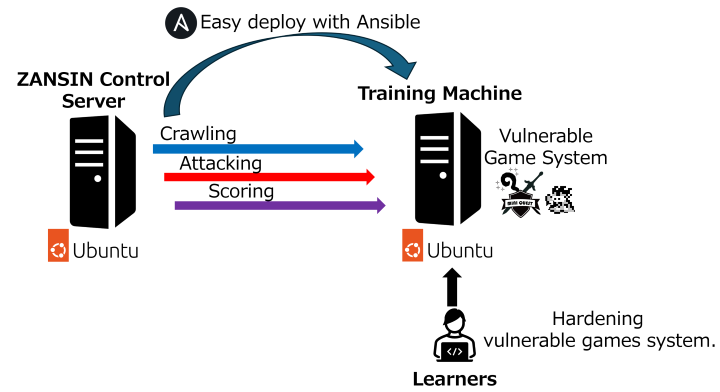 Easy deploy with Ansible
ZANSIN Control
Server
Training Machine
Crawling
Attacking
Scoring
Vulnerable
Game System
MINI QUEST
Ubuntu
Ubuntu
Hardening
vulnerable games system.
</>
Learners